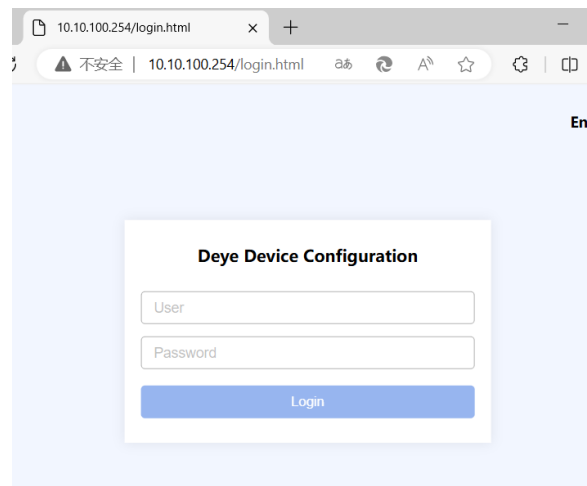 10.10.100.254/login.html
不安全 10.10.100.254/login.html
En
Deye Device Configuration
User
Password
Login